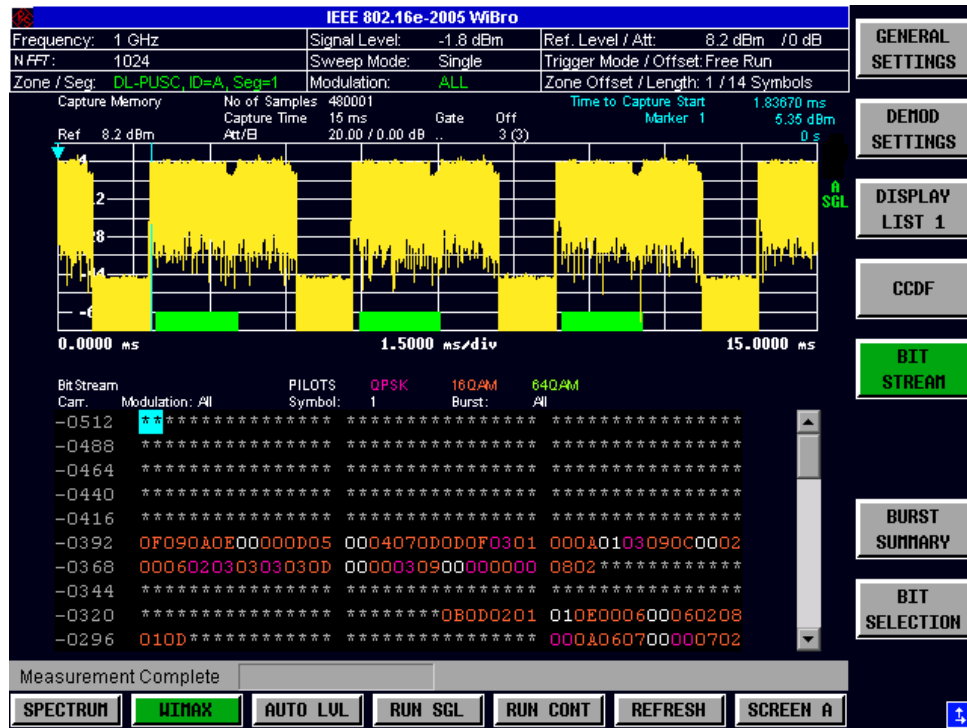 IEEE 802.16e-2005 WiBro
Frequency: 1 GHz Signal Level: -1.8 dBm Ref. Level / Att: 8.2 dBm /0 dB
N FFT: 1024 Sweep Mode: Single Trigger Mode / Offset: Free Run
Zone / Seg: DL-PUSC, ID=A, Seg=1 Modulation: ALL Zone Offset / Length: 1 / 14 Symbols
Capture Memory No of Samples 480001 Time to Capture Start 1.83670 ms
Capture Time 15 ms Gate Off Marker 1 5.35 dBm
Ref 8.2 dBm Att/El 20.00 / 0.00 dB .. 3 (3) 0 s
A
SGL
0.0000 ms 1.5000 ms/div 15.0000 ms
BitStream PILOTS QPSK 16QAM 64QAM
Carr. Modulation: All Symbol: 1 Burst: All
-0512 **************** **************** ****************
-0488 **************** **************** ****************
-0464 **************** **************** ****************
-0440 **************** **************** ****************
-0416 **************** **************** ****************
-0392 0F090A0E00000D05 0004070D0D0F0301 000A0103090C0002
-0368 000602030303030D 0000030900000000 0802************
-0344 **************** **************** ****************
-0320 **************** ********0B0D0201 010E000600060208
-0296 010D************ **************** 000A060700000702
Measurement Complete
SPECTRUM WIMAX AUTO LVL RUN SGL RUN CONT REFRESH SCREEN A
GENERAL
SETTINGS
DEMOD
SETTINGS
DISPLAY
LIST 1
CCDF
BIT
STREAM
BURST
SUMMARY
BIT
SELECTION